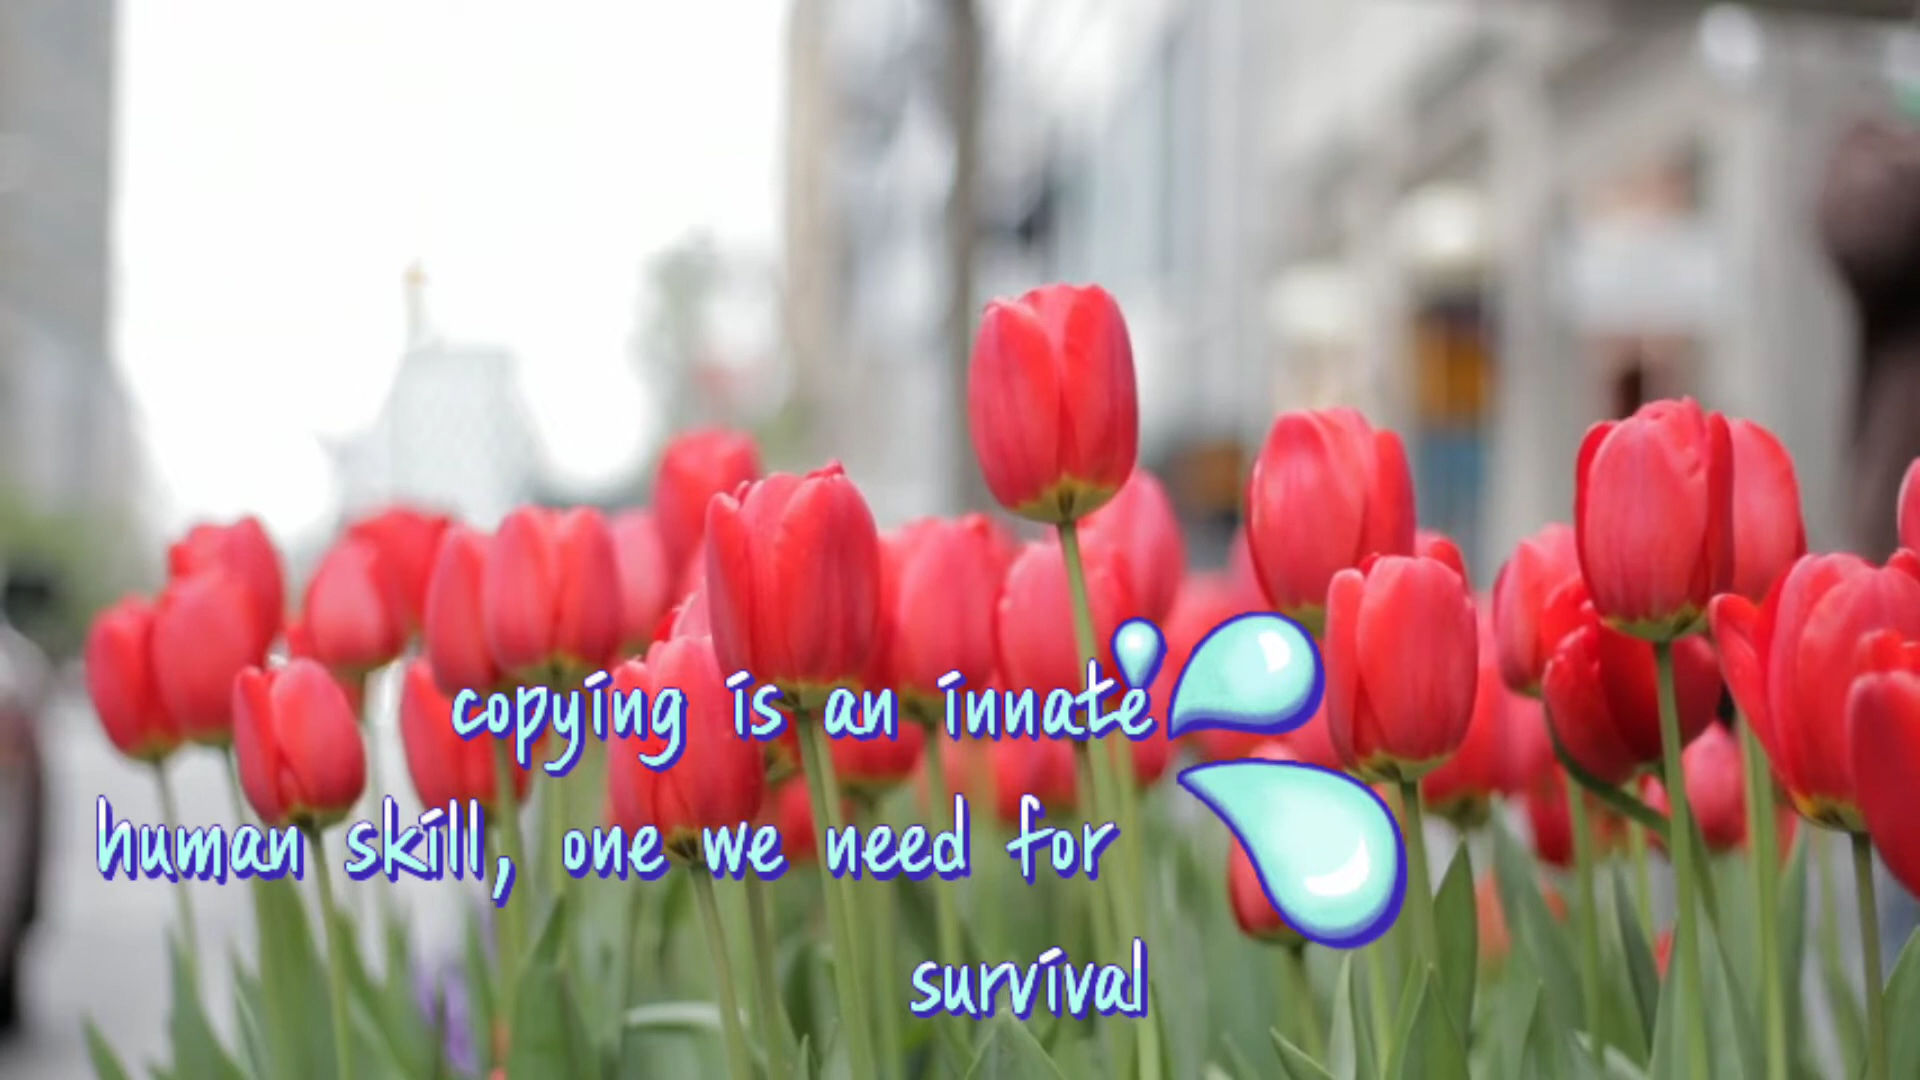 copying is an innate
human skill, one we need for
survival